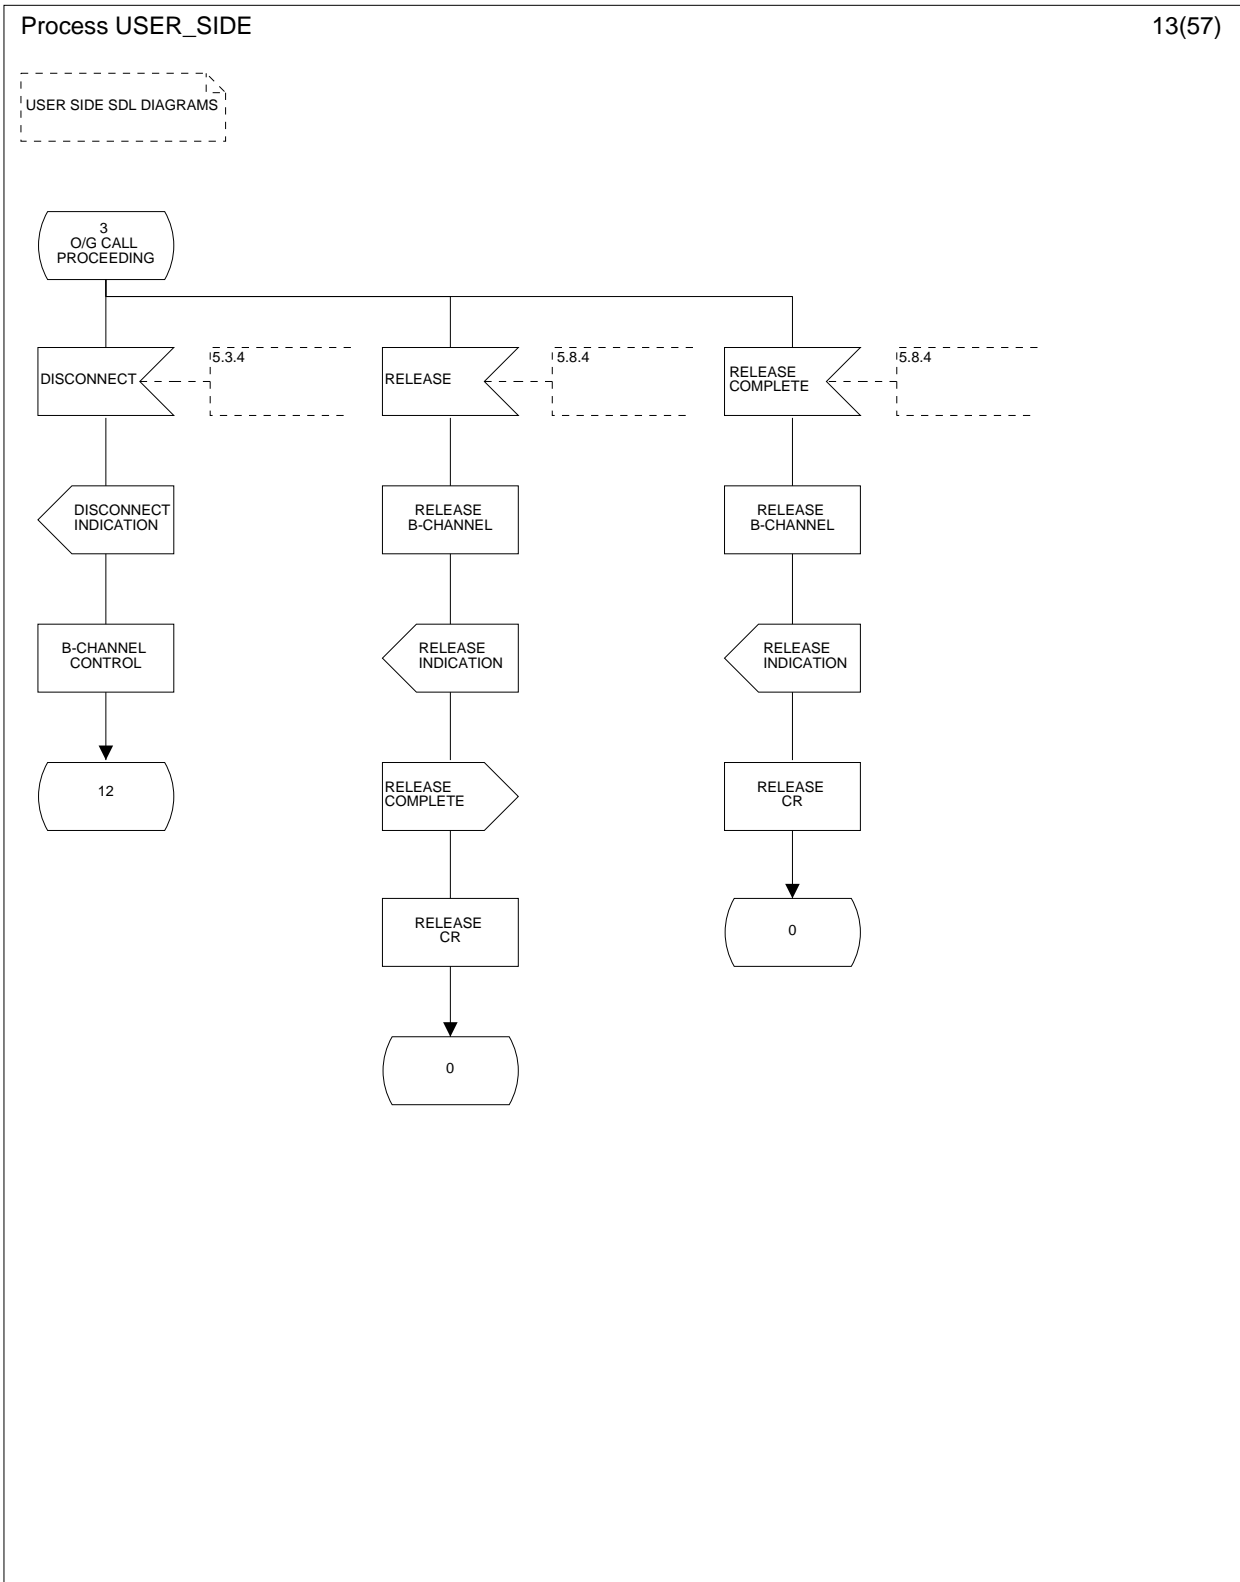 Process USER_SIDE
13(57)
USER SIDE SDL DIAGRAMS
3
O/G CALL
PROCEEDING
DISCONNECT
5.3.4
RELEASE
5.8.4
RELEASE
COMPLETE
5.8.4
DISCONNECT
INDICATION
RELEASE
B-CHANNEL
RELEASE
B-CHANNEL
B-CHANNEL
CONTROL
RELEASE
INDICATION
RELEASE
INDICATION
12
RELEASE
COMPLETE
RELEASE
CR
RELEASE
CR
0
0